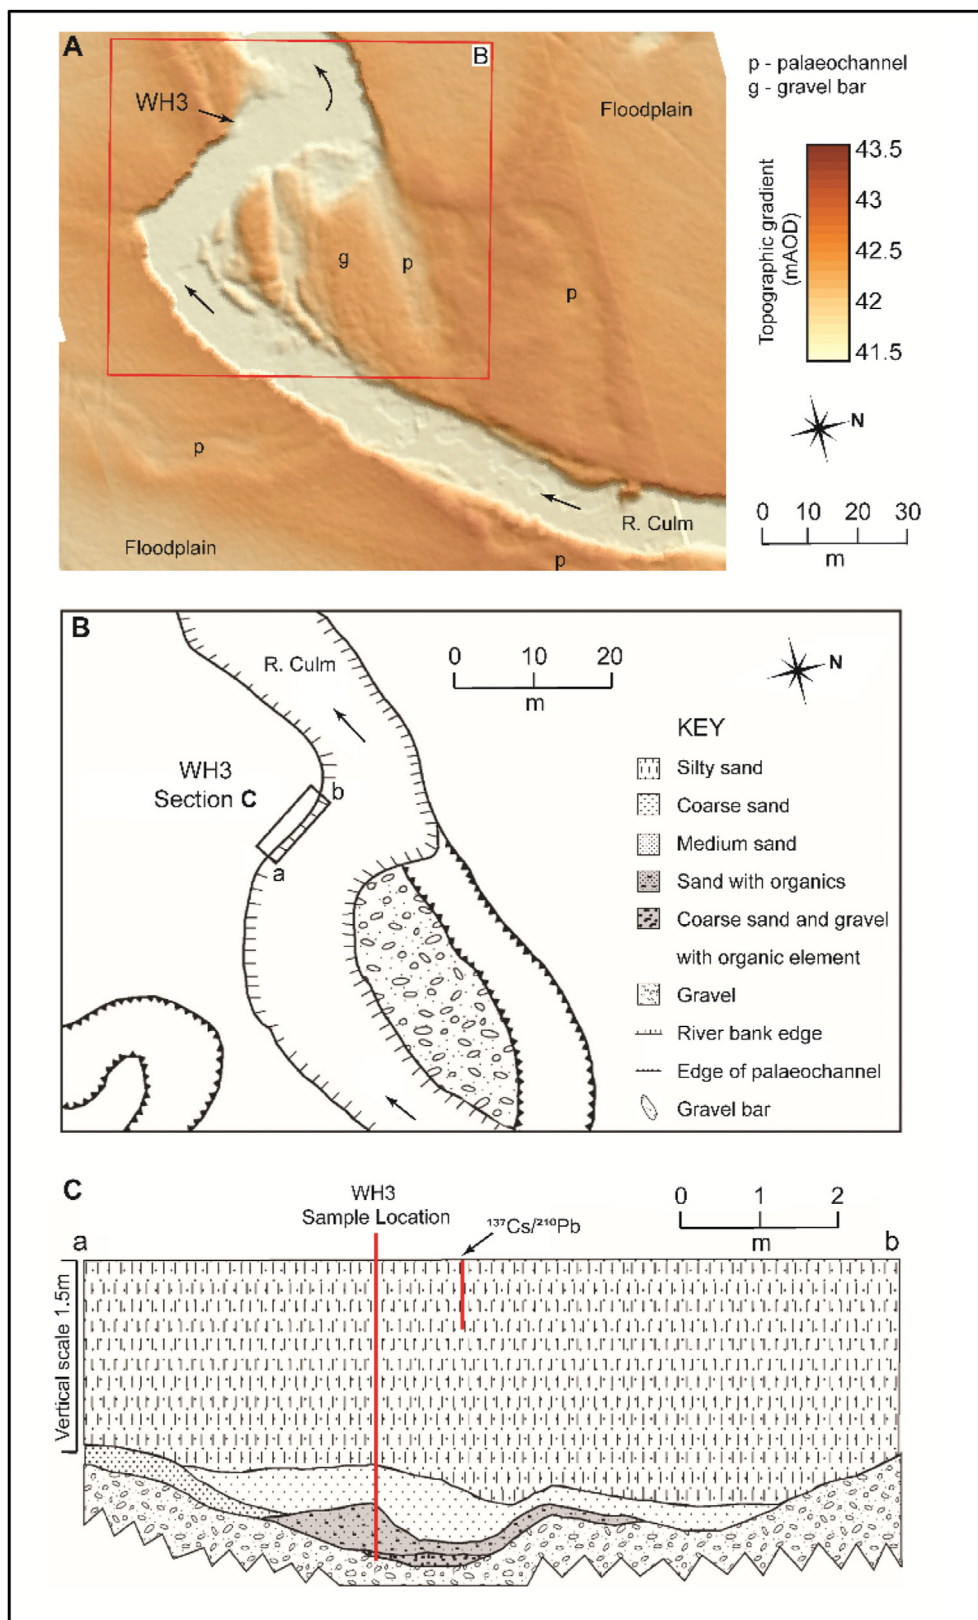 A
B
WH3
Floodplain
g
p
p
p
Floodplain
R. Culm
p
p - palaeochannel
g - gravel bar
Topographic gradient
(mAOD)
43.5
43
42.5
42
41.5
N
0 10 20 30
m
B
R. Culm
0 10 20
m
N
WH3
Section C
b
a
KEY
Silty sand
Coarse sand
Medium sand
Sand with organics
Coarse sand and gravel
with organic element
Gravel
River bank edge
Edge of palaeochannel
Gravel bar
C
WH3
Sample Location
¹³⁷Cs/²¹⁰Pb
0 1 2
m
a
b
Vertical scale 1.5m